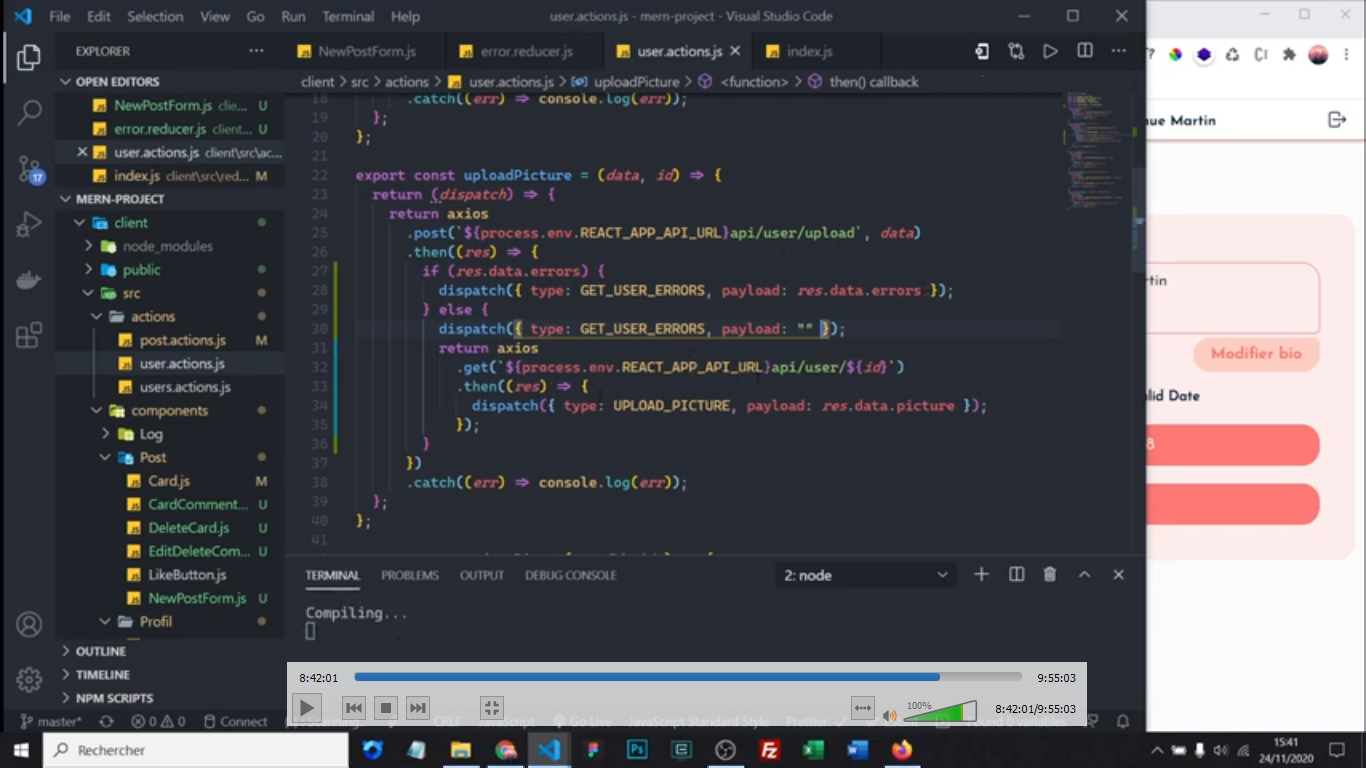 File Edit Selection View Go Run Terminal Help user.actions.js - mern-project - Visual Studio Code
EXPLORER
NewPostForm.js error.reducer.js user.actions.js index.js
client > src > actions > user.actions.js > uploadPicture > <function> > then() callback
OPEN EDITORS
NewPostForm.js clie... U
error.reducer.js client... U
user.actions.js client\src\ac...
index.js client\src\red... M
MERN-PROJECT
client
node_modules
public
src
actions
post.actions.js M
user.actions.js
users.actions.js
components
Log
Post
Card.js M
CardComment... U
DeleteCard.js U
EditDeleteCom... U
LikeButton.js
NewPostForm.js U
Profil
OUTLINE
TIMELINE
NPM SCRIPTS
17
18 .catch((err) => console.log(err));
19 };
20 };
21
22 export const uploadPicture = (data, id) => {
23 return (dispatch) => {
24 return axios
25 .post(`${process.env.REACT_APP_API_URL}api/user/upload`, data)
26 .then((res) => {
27 if (res.data.errors) {
28 dispatch({ type: GET_USER_ERRORS, payload: res.data.errors });
29 } else {
30 dispatch({ type: GET_USER_ERRORS, payload: "" });
31 return axios
32 .get(`${process.env.REACT_APP_API_URL}api/user/${id}`)
33 .then((res) => {
34 dispatch({ type: UPLOAD_PICTURE, payload: res.data.picture });
35 });
36 }
37 })
38 .catch((err) => console.log(err));
39 };
40 };
41
TERMINAL PROBLEMS OUTPUT DEBUG CONSOLE 2: node
Compiling...
nue Martin
rtin
Modifier bio
lid Date
8
8:42:01 9:55:03
100% 8:42:01/9:55:03
master* 0 0 Connect CRLF JavaScript Go Live JavaScript Standard Style Prettier: Found 0 variables
Rechercher
15:41
24/11/2020